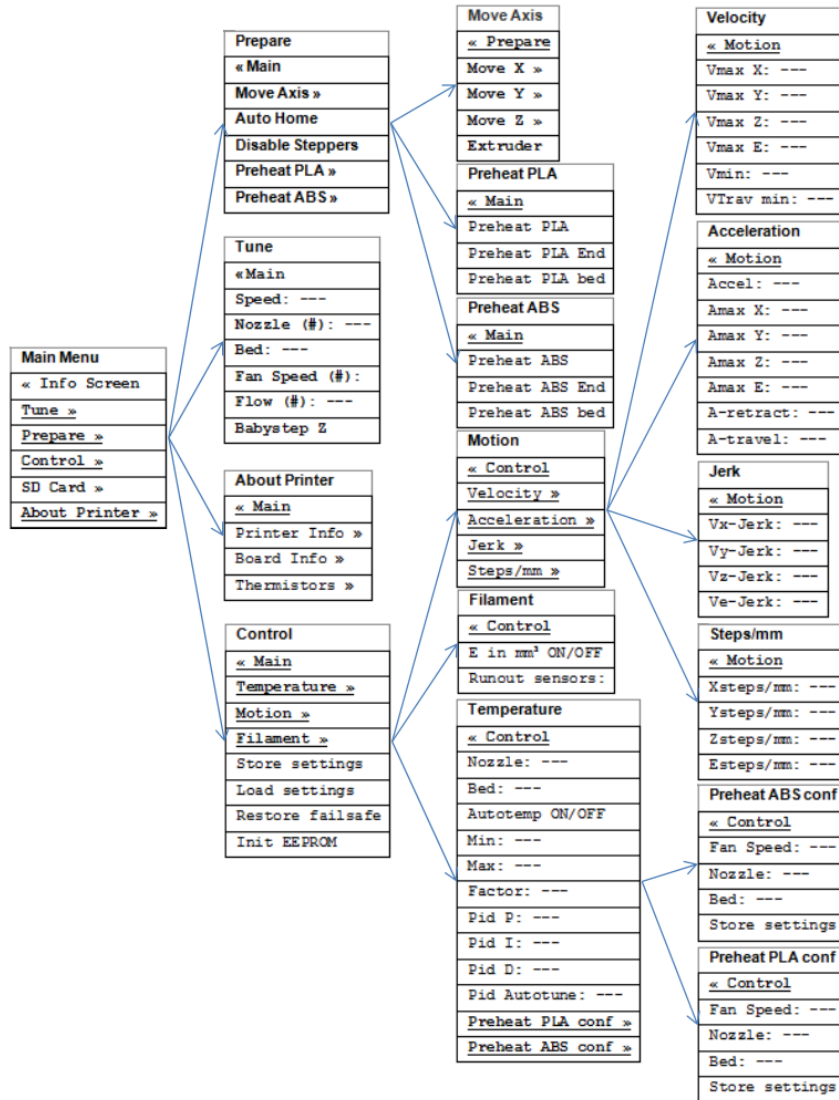 Main Menu
« Info Screen
Tune »
Prepare »
Control »
SD Card »
About Printer »
Prepare
« Main
Move Axis »
Auto Home
Disable Steppers
Preheat PLA »
Preheat ABS »
Tune
«Main
Speed: ---
Nozzle (#): ---
Bed: ---
Fan Speed (#):
Flow (#): ---
Babystep Z
About Printer
« Main
Printer Info »
Board Info »
Thermistors »
Control
« Main
Temperature »
Motion »
Filament »
Store settings
Load settings
Restore failsafe
Init EEPROM
Move Axis
« Prepare
Move X »
Move Y »
Move Z »
Extruder
Preheat PLA
« Main
Preheat PLA
Preheat PLA End
Preheat PLA bed
Preheat ABS
« Main
Preheat ABS
Preheat ABS End
Preheat ABS bed
Motion
« Control
Velocity »
Acceleration »
Jerk »
Steps/mm »
Filament
« Control
E in mm³ ON/OFF
Runout sensors:
Temperature
« Control
Nozzle: ---
Bed: ---
Autotemp ON/OFF
Min: ---
Max: ---
Factor: ---
Pid P: ---
Pid I: ---
Pid D: ---
Pid Autotune: ---
Preheat PLA conf »
Preheat ABS conf »
Velocity
« Motion
Vmax X: ---
Vmax Y: ---
Vmax Z: ---
Vmax E: ---
Vmin: ---
VTrav min: ---
Acceleration
« Motion
Accel: ---
Amax X: ---
Amax Y: ---
Amax Z: ---
Amax E: ---
A-retract: ---
A-travel: ---
Jerk
« Motion
Vx-Jerk: ---
Vy-Jerk: ---
Vz-Jerk: ---
Ve-Jerk: ---
Steps/mm
« Motion
Xsteps/mm: ---
Ysteps/mm: ---
Zsteps/mm: ---
Esteps/mm: ---
Preheat ABS conf
« Control
Fan Speed: ---
Nozzle: ---
Bed: ---
Store settings
Preheat PLA conf
« Control
Fan Speed: ---
Nozzle: ---
Bed: ---
Store settings